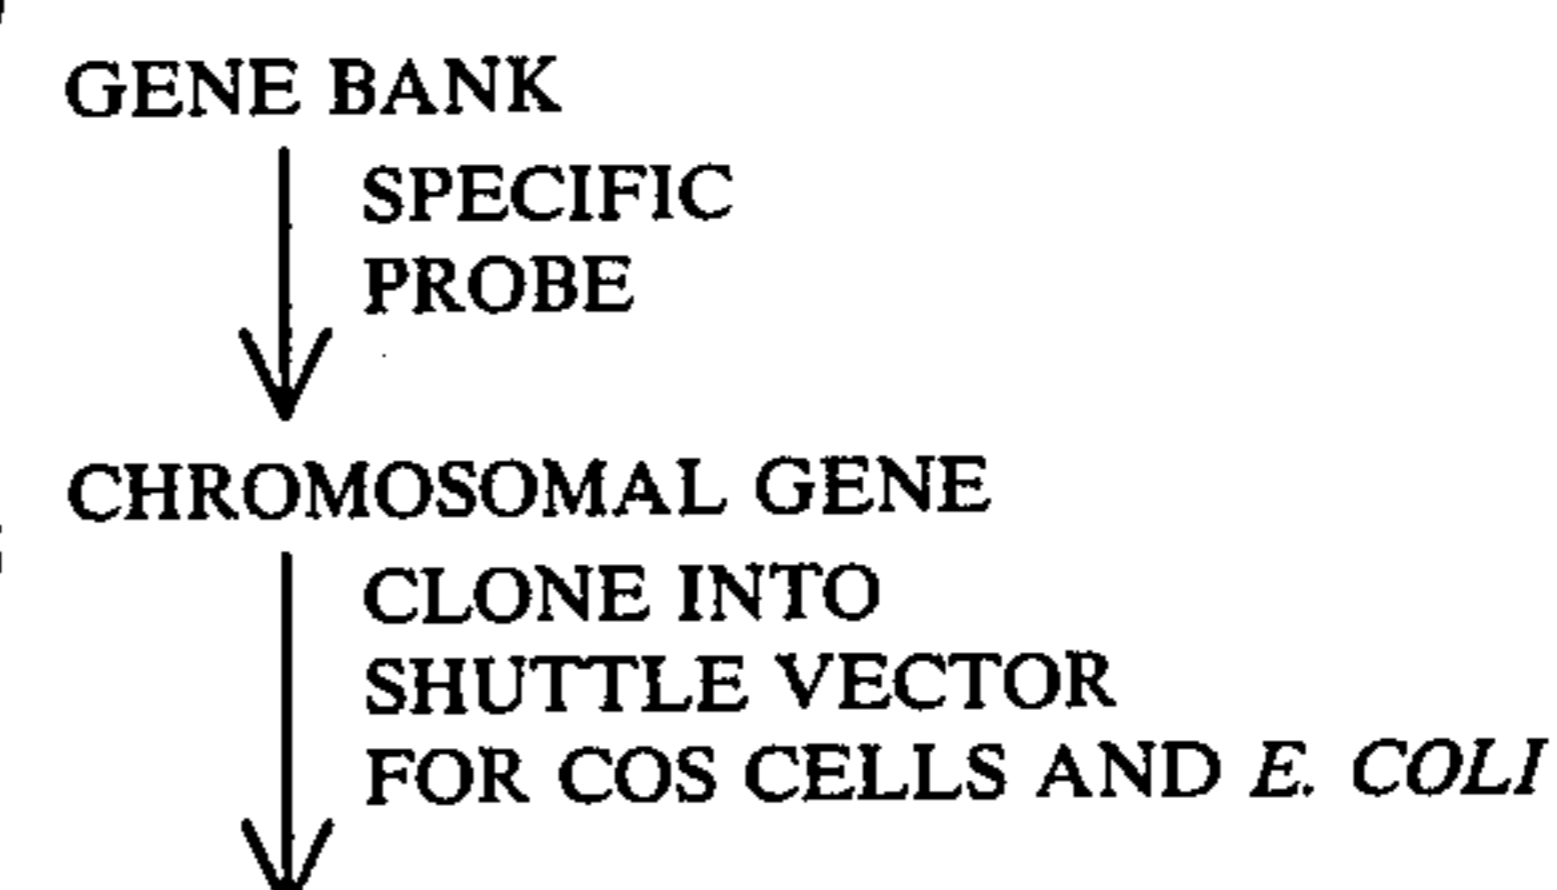 GENE BANK
SPECIFIC
PROBE
CHROMOSOMAL GENE
CLONE INTO
SHUTTLE VECTOR
FOR COS CELLS AND E. COLI